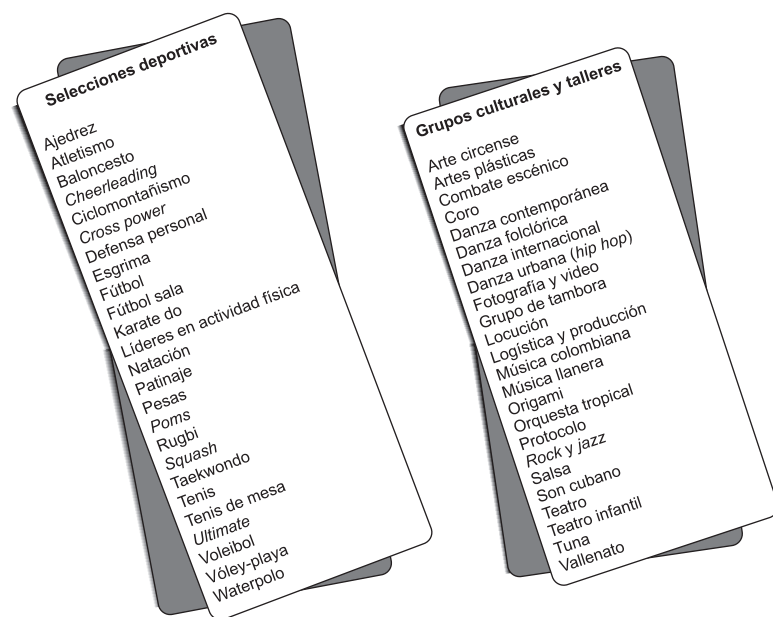 Selecciones deportivas
Ajedrez
Atletismo
Baloncesto
Cheerleading
Ciclomontañismo
Cross power
Defensa personal
Esgrima
Fútbol
Fútbol sala
Karate do
Líderes en actividad física
Natación
Patinaje
Pesas
Poms
Rugbi
Squash
Taekwondo
Tenis
Tenis de mesa
Ultimate
Voleibol
Vóley-playa
Waterpolo
Grupos culturales y talleres
Arte circense
Artes plásticas
Combate escénico
Coro
Danza contemporánea
Danza folclórica
Danza internacional
Danza urbana (hip hop)
Fotografía y video
Grupo de tambora
Locución
Logística y producción
Música colombiana
Música llanera
Origami
Orquesta tropical
Protocolo
Rock y jazz
Salsa
Son cubano
Teatro
Teatro infantil
Tuna
Vallenato